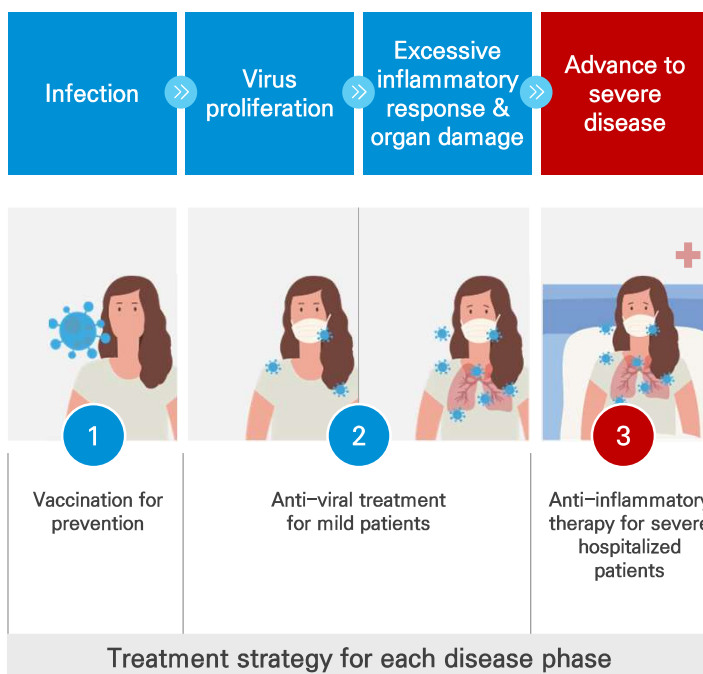 Infection
Virus
proliferation
Excessive
inflammatory
response &
organ damage
Advance to
severe
disease
1
2
3
Vaccination for
prevention
Anti-viral treatment
for mild patients
Anti-inflammatory
therapy for severe
hospitalized
patients
Treatment strategy for each disease phase